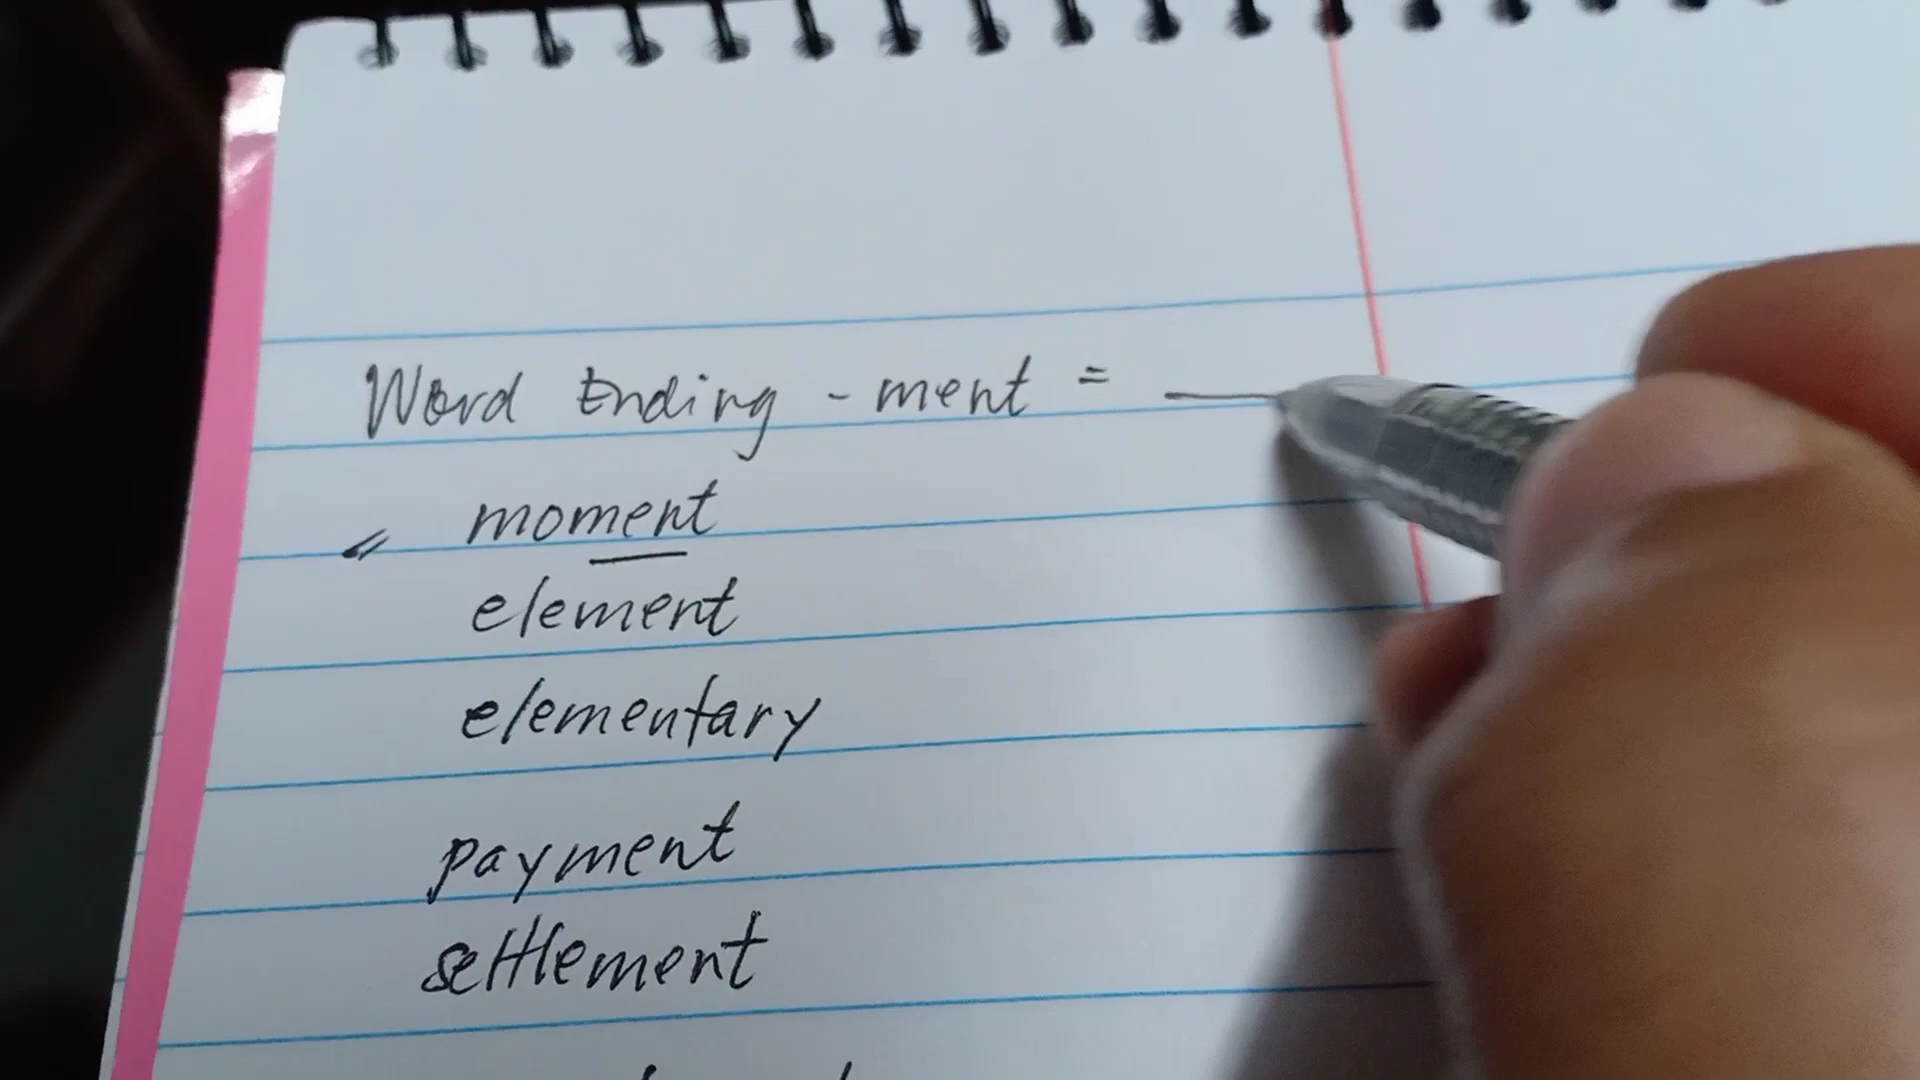 Word Ending - ment = 
moment
element
elementary
payment
settlement